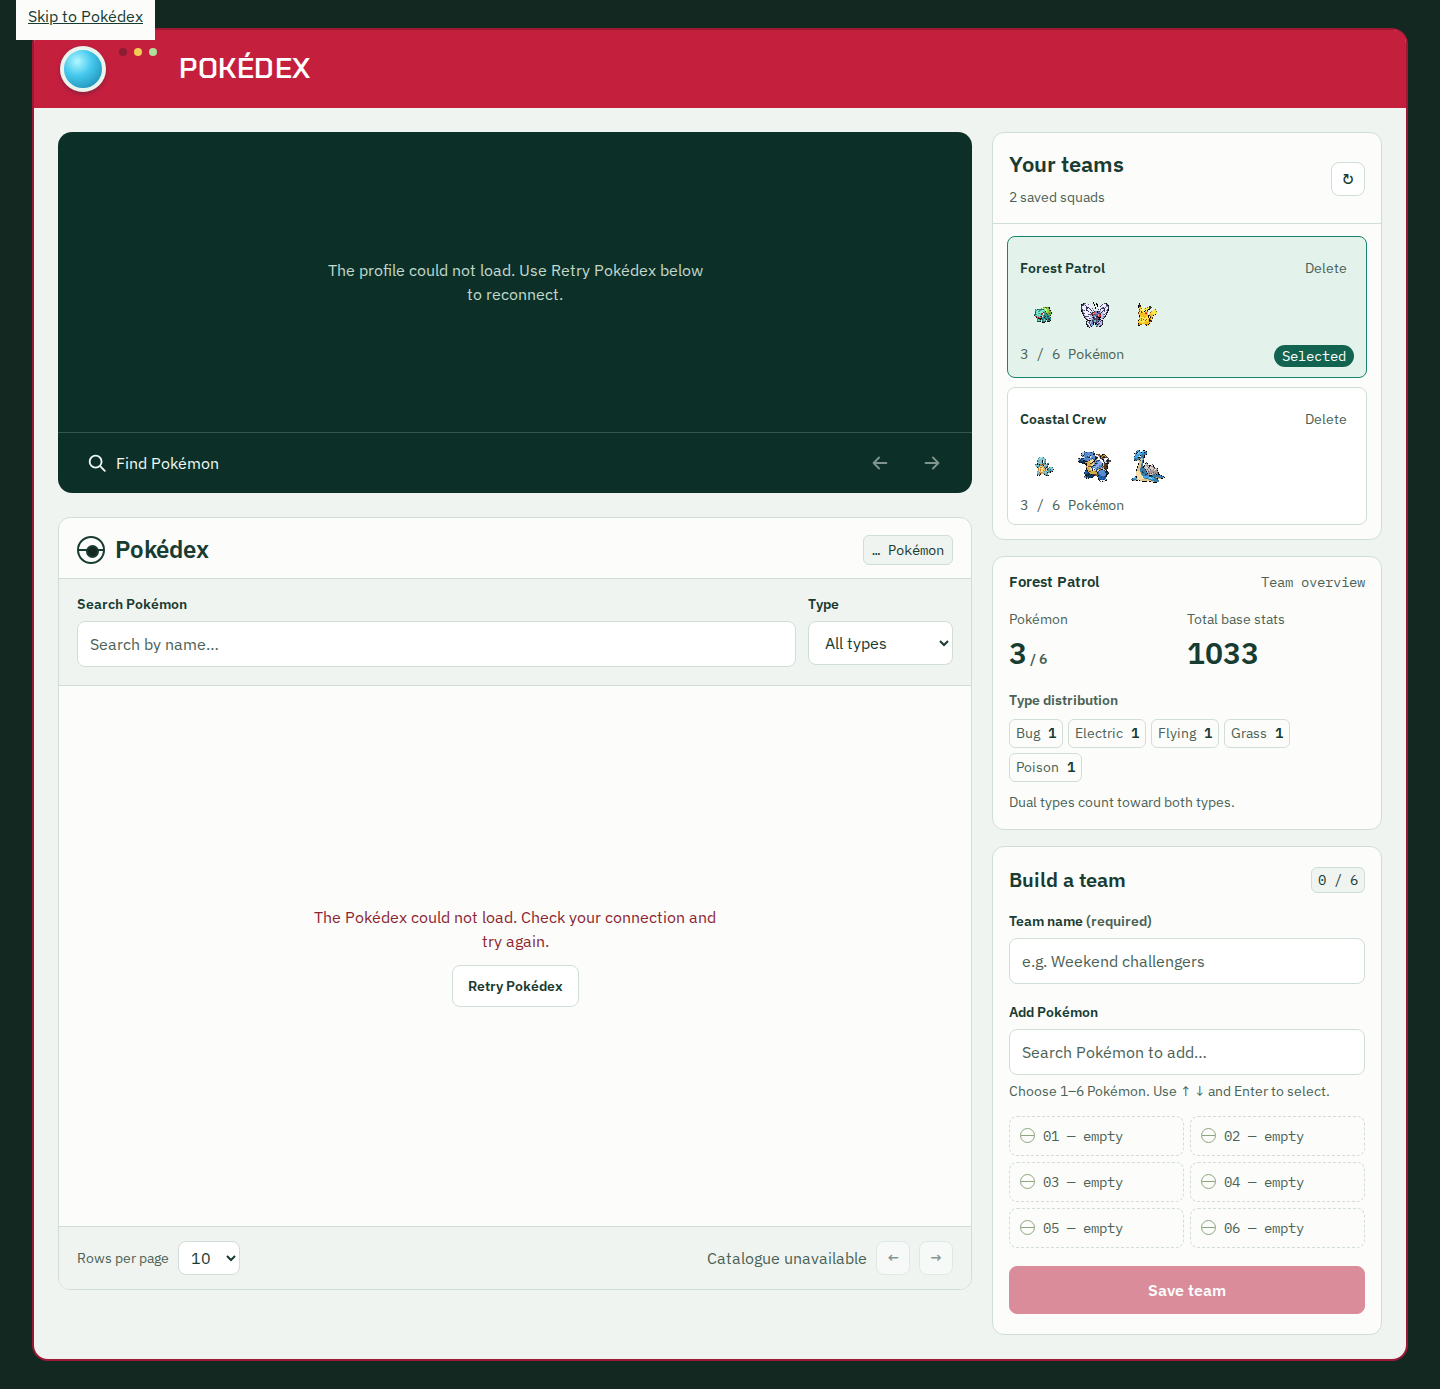 Skip to Pokédex
POKÉDEX
The profile could not load. Use Retry Pokédex below
to reconnect.
Find Pokémon
←
→
Pokédex
… Pokémon
Search Pokémon
Type
Search by name...
All types
The Pokédex could not load. Check your connection and
try again.
Retry Pokédex
Rows per page
10
Catalogue unavailable
←
→
Your teams
2 saved squads
↻
Forest Patrol
Delete
3 / 6 Pokémon
Selected
Coastal Crew
Delete
3 / 6 Pokémon
Forest Patrol
Team overview
Pokémon
Total base stats
3 / 6
1033
Type distribution
Bug 1
Electric 1
Flying 1
Grass 1
Poison 1
Dual types count toward both types.
Build a team
0 / 6
Team name (required)
e.g. Weekend challengers
Add Pokémon
Search Pokémon to add...
Choose 1–6 Pokémon. Use ↑ ↓ and Enter to select.
01 — empty
02 — empty
03 — empty
04 — empty
05 — empty
06 — empty
Save team